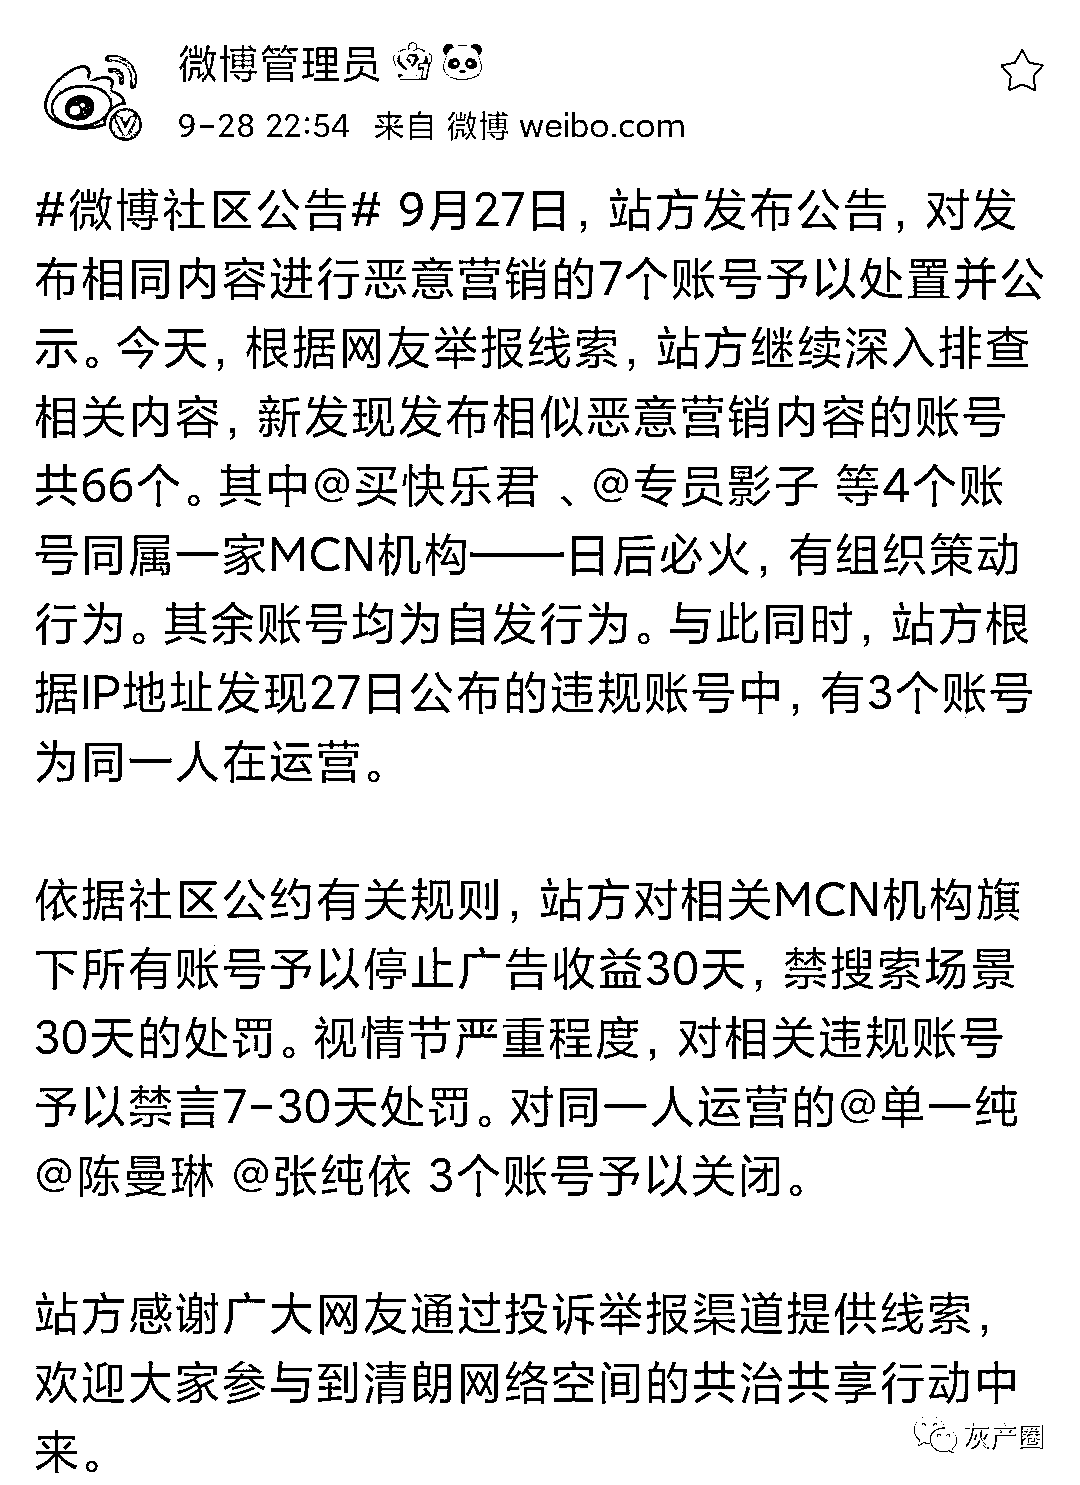 微博管理员
9-28 22:54 来自 微博 weibo.com
#微博社区公告# 9月27日，站方发布公告，对发
布相同内容进行恶意营销的7个账号予以处置并公
示。今天，根据网友举报线索，站方继续深入排查
相关内容，新发现发布相似恶意营销内容的账号
共66个。其中@买快乐君 、@专员影子 等4个账
号同属一家MCN机构——日后必火，有组织策动
行为。其余账号均为自发行为。与此同时，站方根
据IP地址发现27日公布的违规账号中，有3个账号
为同一人在运营。
依据社区公约有关规则，站方对相关MCN机构旗
下所有账号予以停止广告收益30天，禁搜索场景
30天的处罚。视情节严重程度，对相关违规账号
予以禁言7-30天处罚。对同一人运营的@单一纯
@陈曼琳 @张纯依 3个账号予以关闭。
站方感谢广大网友通过投诉举报渠道提供线索，
欢迎大家参与到清朗网络空间的共治共享行动中
来。
灰产圈